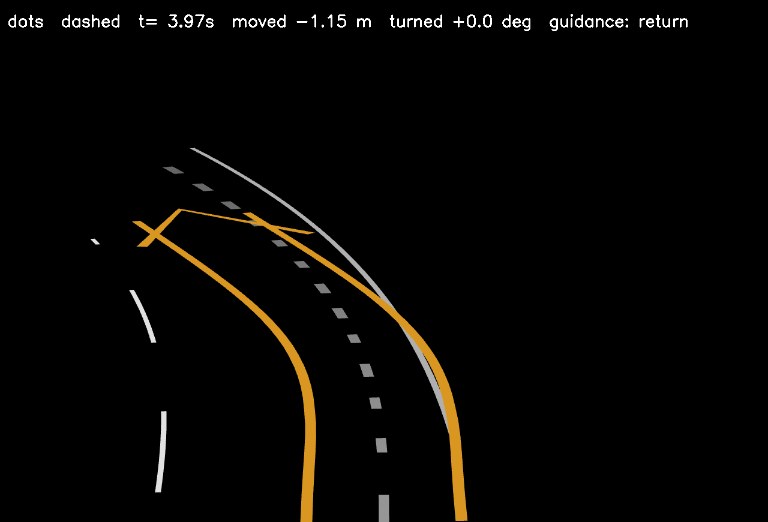 dots dashed t= 3.97s moved −1.15 m turned +0.0 deg guidance: return